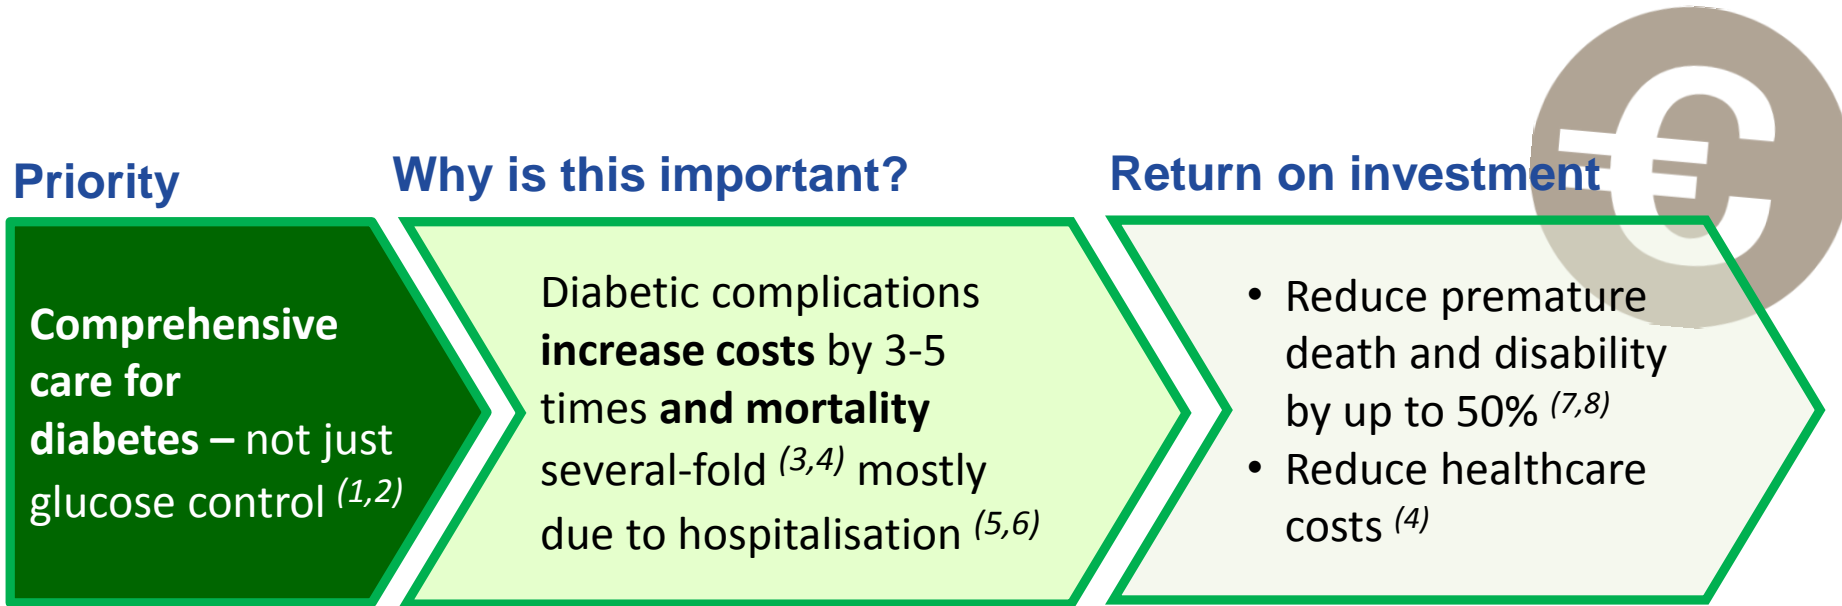 Priority
Comprehensive
care for
diabetes – not just
glucose control (1,2)
Why is this important?
Diabetic complications
increase costs by 3-5
times and mortality
several-fold (3,4) mostly
due to hospitalisation (5,6)
Return on investment
€
• Reduce premature
death and disability
by up to 50% (7,8)
• Reduce healthcare
costs (4)